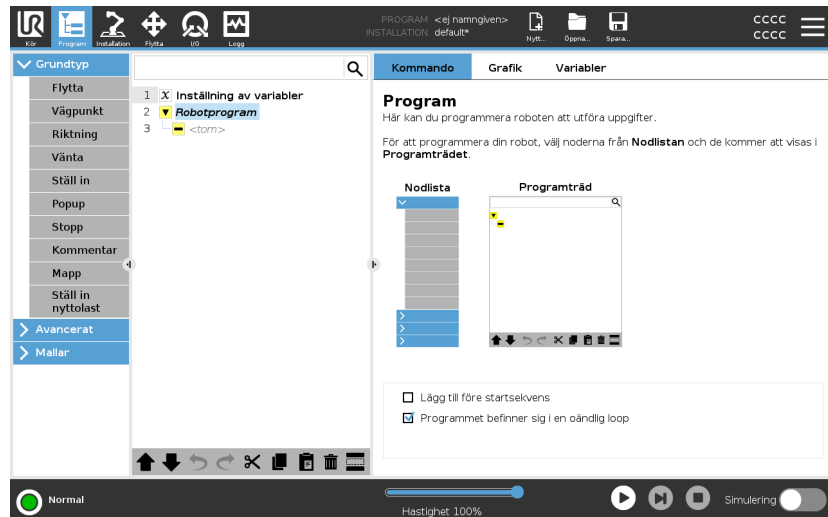 UR
Kör
Program
Installation
Flytta
I/O
Logg
PROGRAM <ej namngiven>
INSTALLATION default*
Nytt...
Öppna...
Spara...
CCCC
CCCC
Grundtyp
Flytta
Vägpunkt
Riktning
Vänta
Ställ in
Popup
Stopp
Kommentar
Mapp
Ställ in
nyttolast
Avancerat
Mallar
1 X Inställning av variabler
2 Robotprogram
3 <tom>
Kommando Grafik Variabler
Program
Här kan du programmera roboten att utföra uppgifter.
För att programmera din robot, välj noderna från Nodlistan och de kommer att visas i
Programträdet.
Nodlista
Programträd
Lägg till före startsekvens
Programmet befinner sig i en oändlig loop
Normal
Hastighet 100%
Simulering